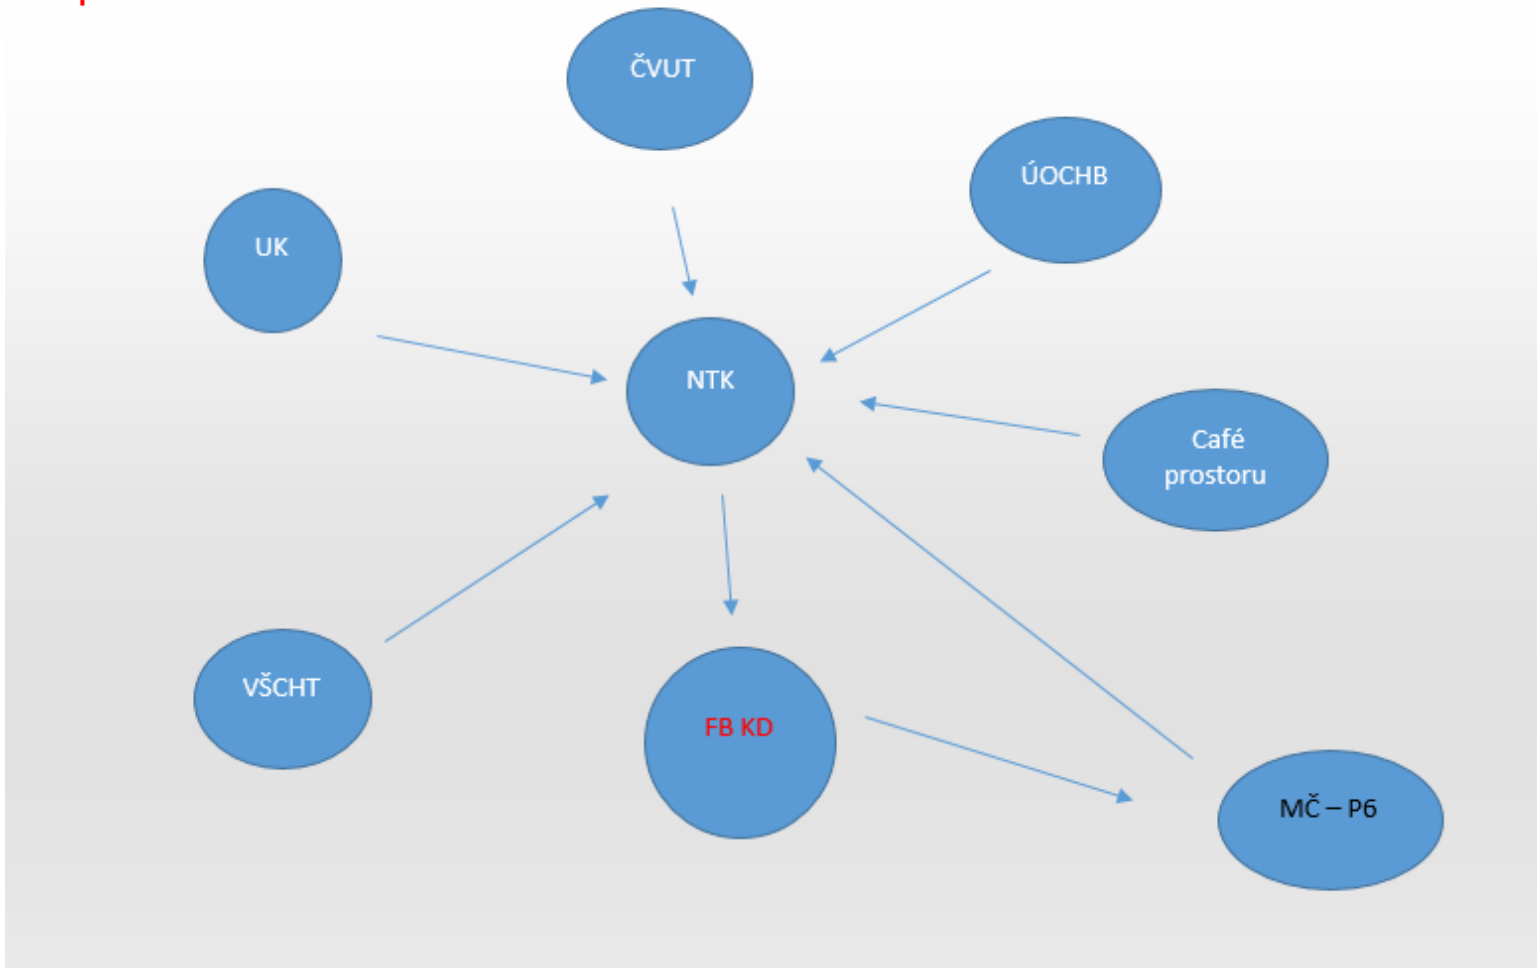 ČVUT
ÚOCHB
UK
NTK
Café
prostoru
VŠCHT
FB KD
MČ – P6